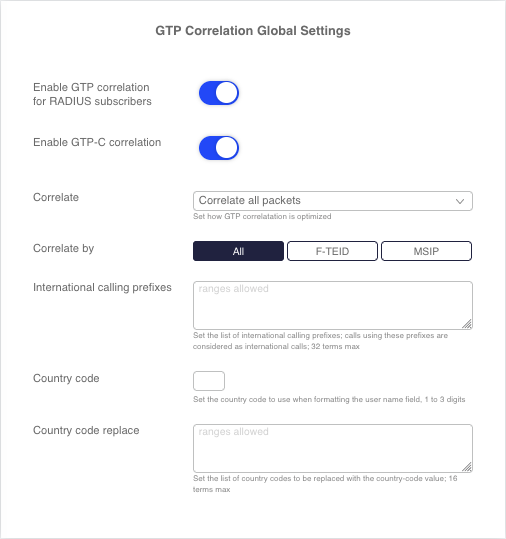 GTP Correlation Global Settings
Enable GTP correlation
for RADIUS subscribers
Enable GTP-C correlation
Correlate
Correlate all packets
Set how GTP correlatation is optimized
Correlate by
All
F-TEID
MSIP
International calling prefixes
ranges allowed
Set the list of international calling prefixes; calls using these prefixes are
considered as international calls; 32 terms max
Country code
Set the country code to use when formatting the user name field, 1 to 3 digits
Country code replace
ranges allowed
Set the list of country codes to be replaced with the country-code value; 16
terms max